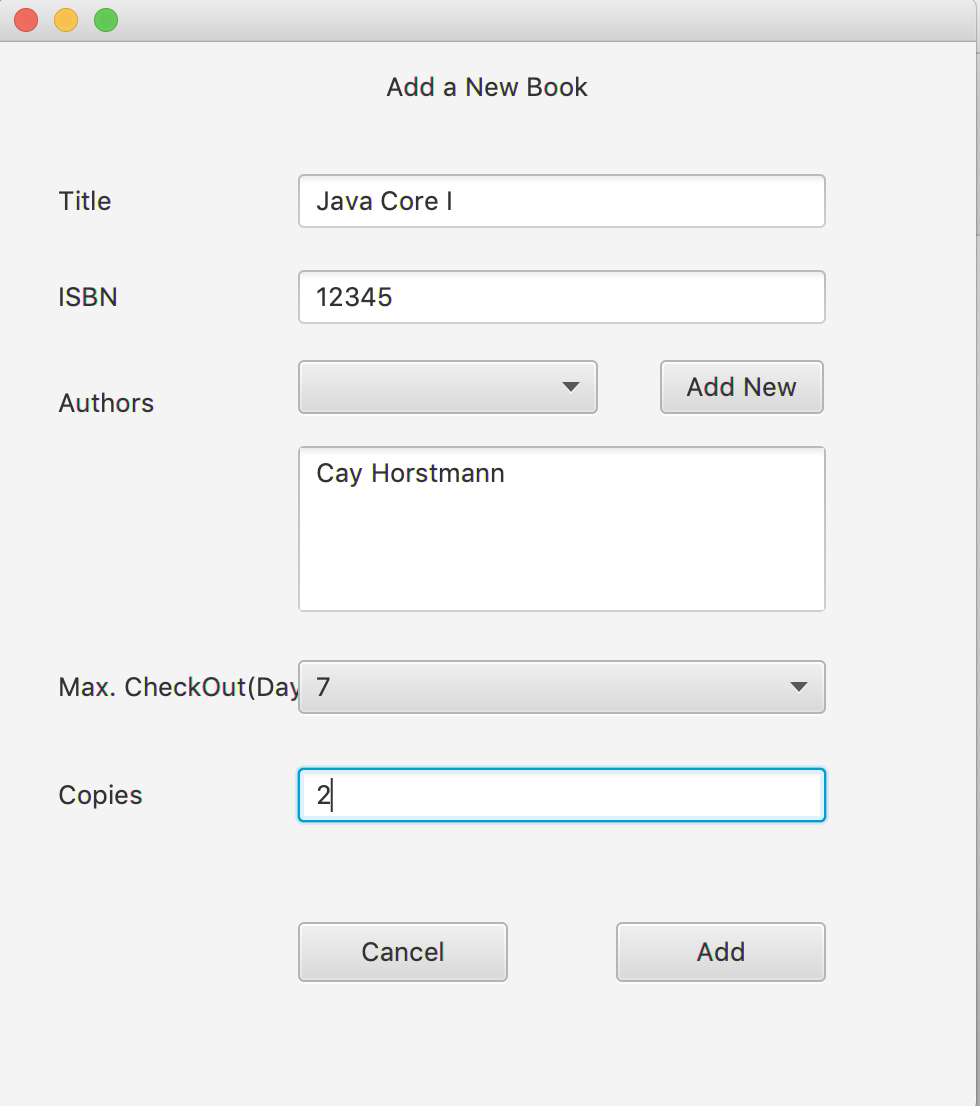 Add a New Book
Title
Java Core I
ISBN
12345
Authors
Add New
Cay Horstmann
Max. CheckOut(Day
7
Copies
2
Cancel
Add